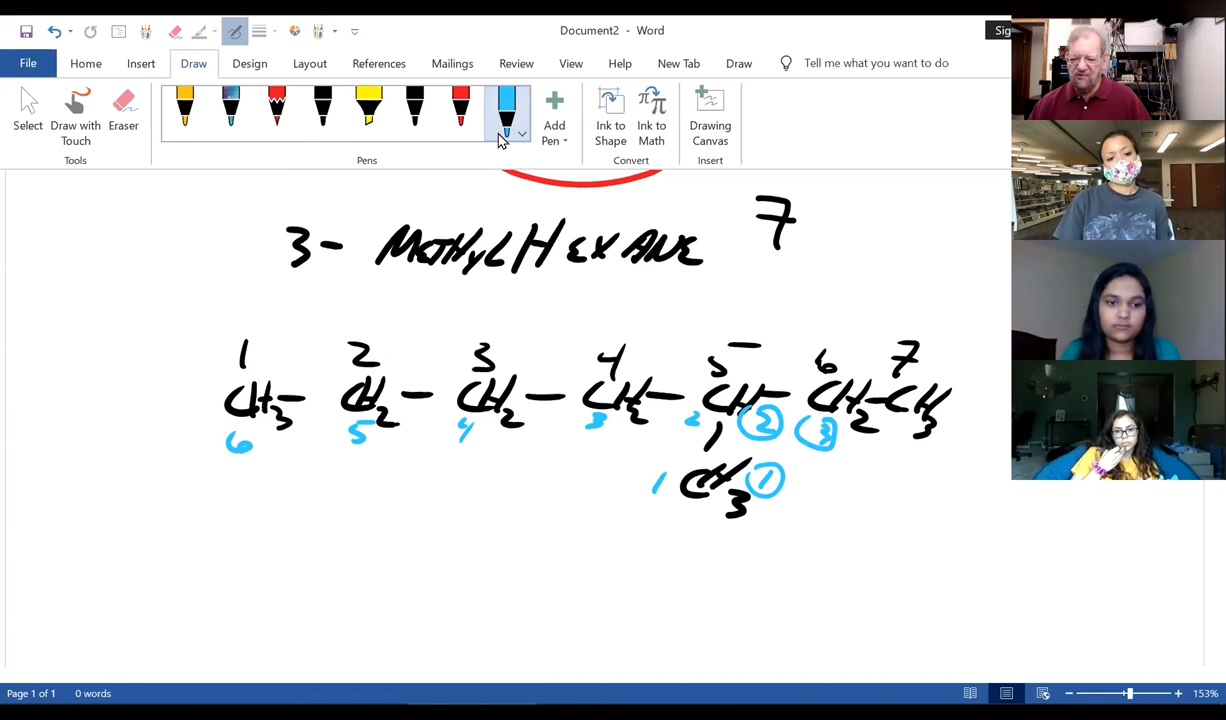 Document2 - Word
Sig
File Home Insert Draw Design Layout References Mailings Review View Help New Tab Draw Tell me what you want to do
Select Draw with Touch Eraser Add Pen Ink to Shape Ink to Math Drawing Canvas
Tools Pens Convert Insert
3- METHYLHEXANE 7
1 2 3 4 5 6 7
CH3 - CH2 - CH2 - CH2 - CH - CH2 - CH3
6 5 4 3 2 2 3
1 CH3 1
Page 1 of 1 0 words 153%